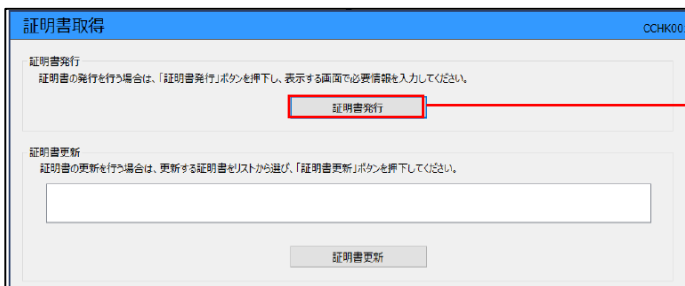 証明書取得
CCHK00
証明書発行
証明書の発行を行う場合は、「証明書発行」ボタンを押下し、表示する画面で必要情報を入力してください。
証明書発行
証明書更新
証明書の更新を行う場合は、更新する証明書をリストから選び、「証明書更新」ボタンを押下してください。
証明書更新